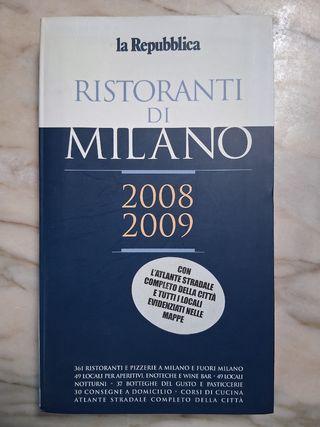 la Repubblica
RISTORANTI
DI
MILANO
2008
2009
CON
L'ATLANTE STRADALE
COMPLETO DELLA CITTÀ
E TUTTI I LOCALI
EVIDENZIATI NELLE
MAPPE
361 RISTORANTI E PIZZERIE A MILANO E FUORI MILANO
49 LOCALI PER APERITIVI, ENOTECHE E WINE BAR • 49 LOCALI
NOTTURNI • 37 BOTTEGHE DEL GUSTO E PASTICCERIE
30 CONSEGNE A DOMICILIO • CORSI DI CUCINA
ATLANTE STRADALE COMPLETO DELLA CITTÀ